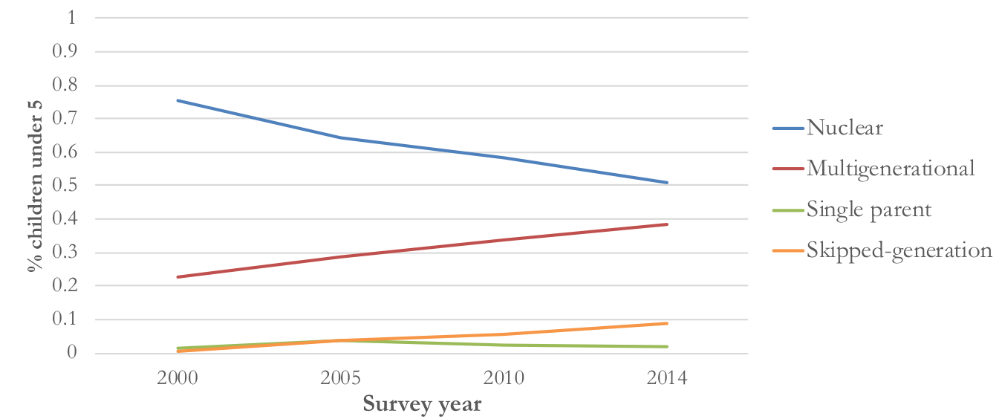 1
0.9
0.8
0.7
0.6
0.5
0.4
0.3
0.2
0.1
0
% children under 5
2000 2005 2010 2014
Survey year
Nuclear
Multigenerational
Single parent
Skipped-generation